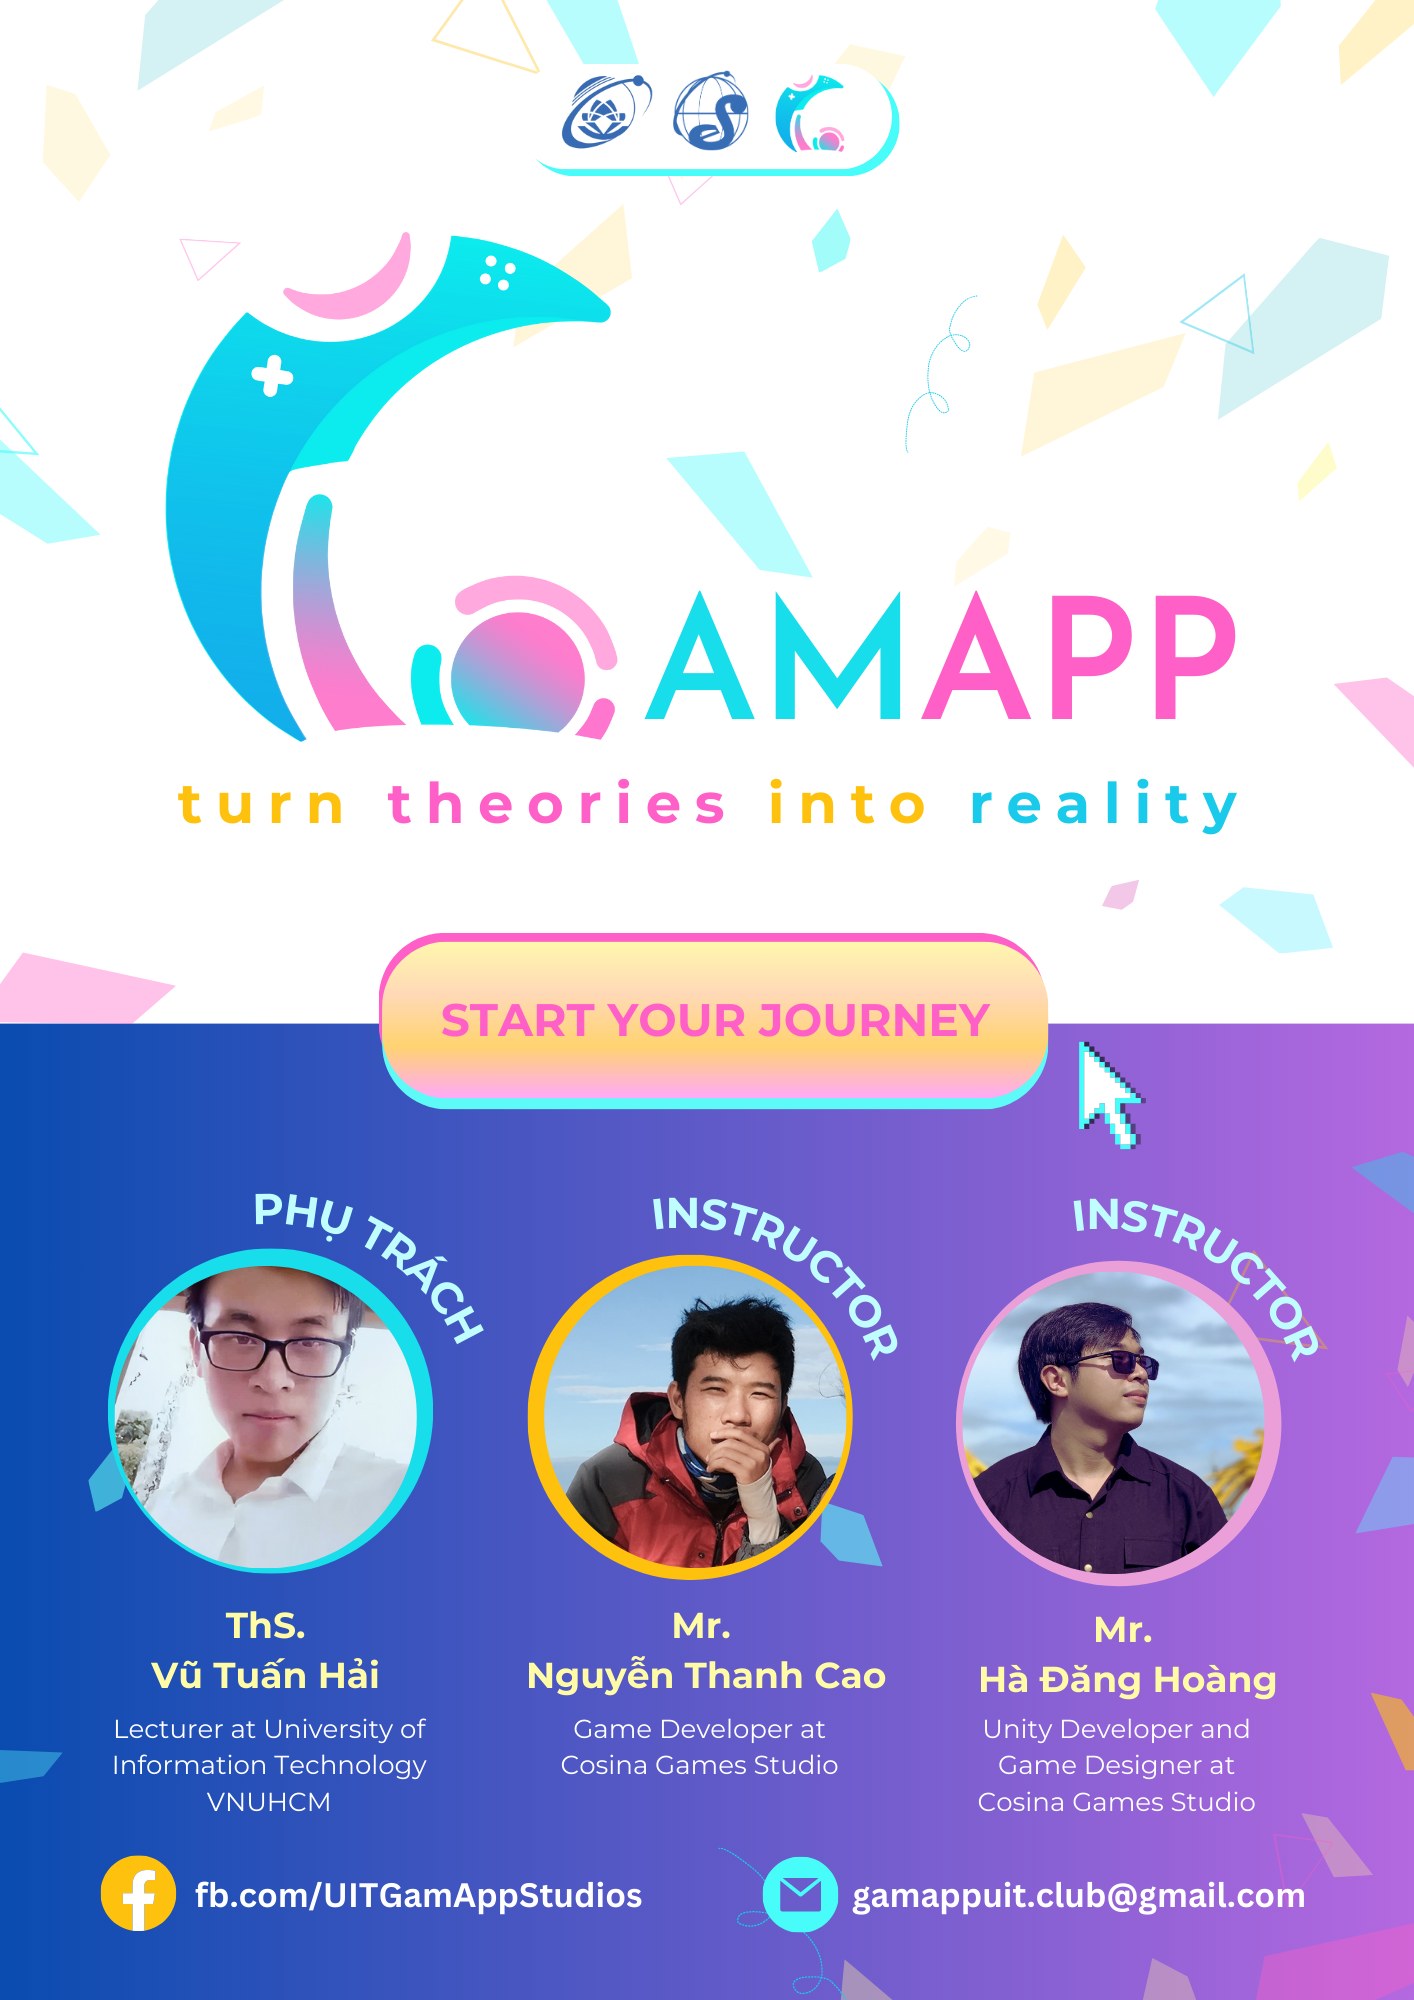 GAMAPP
turn theories into reality
START YOUR JOURNEY
PHỤ TRÁCH
ThS.
Vũ Tuấn Hải
Lecturer at University of
Information Technology
VNUHCM
INSTRUCTOR
Mr.
Nguyễn Thanh Cao
Game Developer at
Cosina Games Studio
INSTRUCTOR
Mr.
Hà Đăng Hoàng
Unity Developer and
Game Designer at
Cosina Games Studio
fb.com/UITGamAppStudios
gamappuit.club@gmail.com